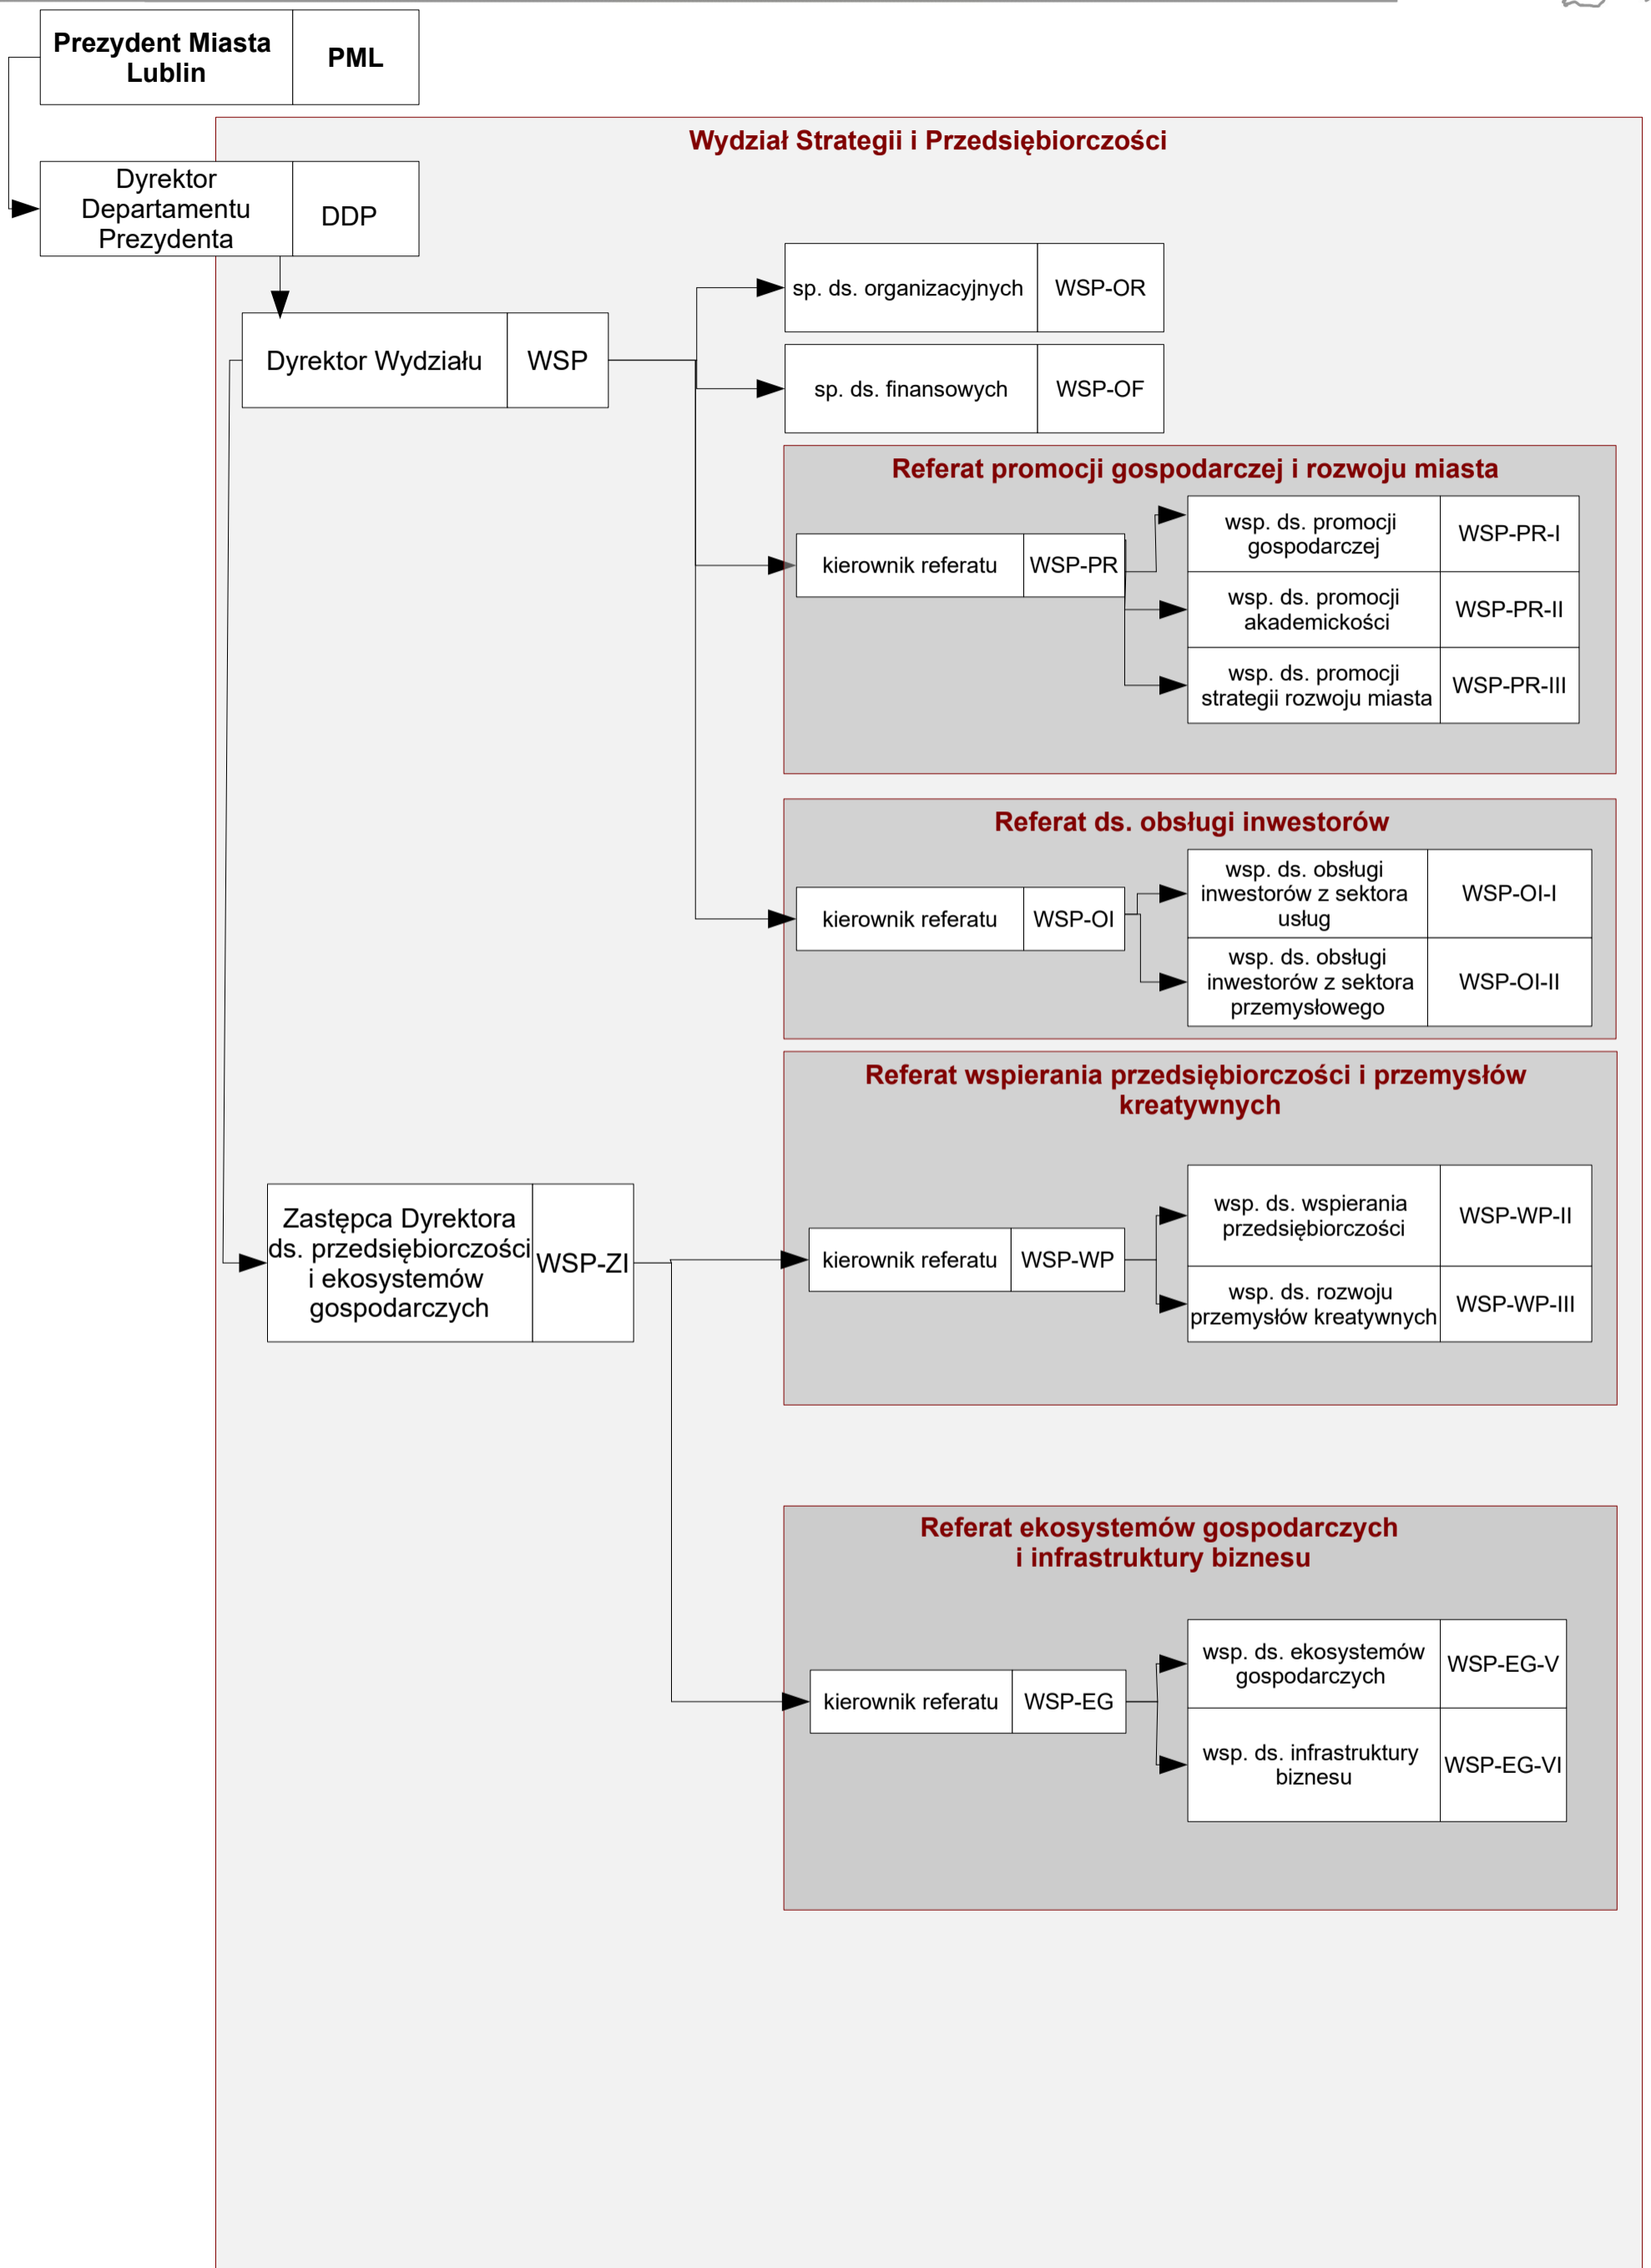 Prezydent Miasta
Lublin
PML
Wydział Strategii i Przedsiębiorczości
Dyrektor
Departamentu
Prezydenta
DDP
sp. ds. organizacyjnych
WSP-OR
Dyrektor Wydziału
WSP
sp. ds. finansowych
WSP-OF
Referat promocji gospodarczej i rozwoju miasta
kierownik referatu
WSP-PR
wsp. ds. promocji
gospodarczej
WSP-PR-I
wsp. ds. promocji
akademickości
WSP-PR-II
wsp. ds. promocji
strategii rozwoju miasta
WSP-PR-III
Referat ds. obsługi inwestorów
kierownik referatu
WSP-OI
wsp. ds. obsługi
inwestorów z sektora
usług
WSP-OI-I
wsp. ds. obsługi
inwestorów z sektora
przemysłowego
WSP-OI-II
Referat wspierania przedsiębiorczości i przemysłów
kreatywnych
Zastępca Dyrektora
ds. przedsiębiorczości
i ekosystemów
gospodarczych
WSP-ZI
kierownik referatu
WSP-WP
wsp. ds. wspierania
przedsiębiorczości
WSP-WP-II
wsp. ds. rozwoju
przemysłów kreatywnych
WSP-WP-III
Referat ekosystemów gospodarczych
i infrastruktury biznesu
kierownik referatu
WSP-EG
wsp. ds. ekosystemów
gospodarczych
WSP-EG-V
wsp. ds. infrastruktury
biznesu
WSP-EG-VI